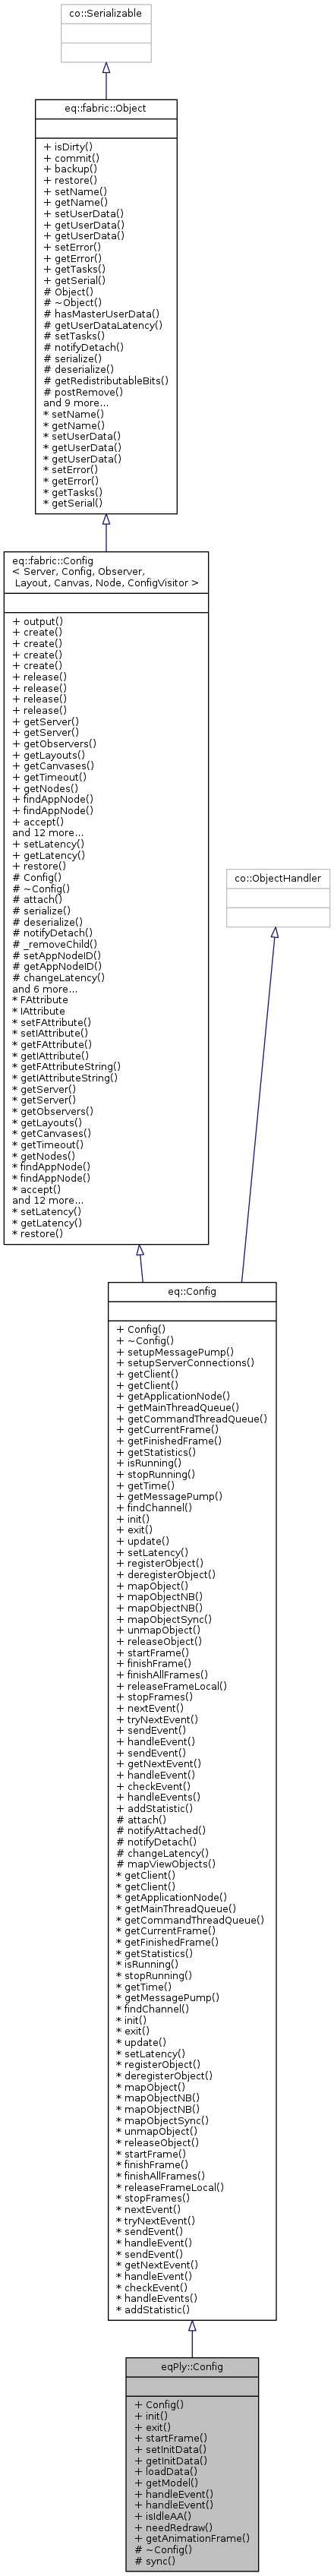 co::Serializable
eq::fabric::Object
+ isDirty()
+ commit()
+ backup()
+ restore()
+ setName()
+ getName()
+ setUserData()
+ getUserData()
+ getUserData()
+ setError()
+ getError()
+ getTasks()
+ getSerial()
# Object()
# ~Object()
# hasMasterUserData()
# getUserDataLatency()
# setTasks()
# notifyDetach()
# serialize()
# deserialize()
# getRedistributableBits()
# postRemove()
and 9 more...
* setName()
* getName()
* setUserData()
* getUserData()
* getUserData()
* setError()
* getError()
* getTasks()
* getSerial()
eq::fabric::Config
< Server, Config, Observer,
Layout, Canvas, Node, ConfigVisitor >
+ output()
+ create()
+ create()
+ create()
+ create()
+ release()
+ release()
+ release()
+ release()
+ getServer()
+ getServer()
+ getObservers()
+ getLayouts()
+ getCanvases()
+ getTimeout()
+ getNodes()
+ findAppNode()
+ findAppNode()
+ accept()
and 12 more...
+ setLatency()
+ getLatency()
+ restore()
# Config()
# ~Config()
# attach()
# serialize()
# deserialize()
# notifyDetach()
# _removeChild()
# setAppNodeID()
# getAppNodeID()
# changeLatency()
and 6 more...
* FAttribute
* IAttribute
* setFAttribute()
* setIAttribute()
* getFAttribute()
* getIAttribute()
* getFAttributeString()
* getIAttributeString()
* getServer()
* getServer()
* getObservers()
* getLayouts()
* getCanvases()
* getTimeout()
* getNodes()
* findAppNode()
* findAppNode()
* accept()
and 12 more...
* setLatency()
* getLatency()
* restore()
co::ObjectHandler
eq::Config
+ Config()
+ ~Config()
+ setupMessagePump()
+ setupServerConnections()
+ getClient()
+ getClient()
+ getApplicationNode()
+ getMainThreadQueue()
+ getCommandThreadQueue()
+ getCurrentFrame()
+ getFinishedFrame()
+ getStatistics()
+ isRunning()
+ stopRunning()
+ getTime()
+ getMessagePump()
+ findChannel()
+ init()
+ exit()
+ update()
+ setLatency()
+ registerObject()
+ deregisterObject()
+ mapObject()
+ mapObjectNB()
+ mapObjectNB()
+ mapObjectSync()
+ unmapObject()
+ releaseObject()
+ startFrame()
+ finishFrame()
+ finishAllFrames()
+ releaseFrameLocal()
+ stopFrames()
+ nextEvent()
+ tryNextEvent()
+ sendEvent()
+ handleEvent()
+ sendEvent()
+ getNextEvent()
+ handleEvent()
+ checkEvent()
+ handleEvents()
+ addStatistic()
# attach()
# notifyAttached()
# notifyDetach()
# changeLatency()
# mapViewObjects()
* getClient()
* getClient()
* getApplicationNode()
* getMainThreadQueue()
* getCommandThreadQueue()
* getCurrentFrame()
* getFinishedFrame()
* getStatistics()
* isRunning()
* stopRunning()
* getTime()
* getMessagePump()
* findChannel()
* init()
* exit()
* update()
* setLatency()
* registerObject()
* deregisterObject()
* mapObject()
* mapObjectNB()
* mapObjectNB()
* mapObjectSync()
* unmapObject()
* releaseObject()
* startFrame()
* finishFrame()
* finishAllFrames()
* releaseFrameLocal()
* stopFrames()
* nextEvent()
* tryNextEvent()
* sendEvent()
* handleEvent()
* sendEvent()
* getNextEvent()
* handleEvent()
* checkEvent()
* handleEvents()
* addStatistic()
eqPly::Config
+ Config()
+ init()
+ exit()
+ startFrame()
+ setInitData()
+ getInitData()
+ loadData()
+ getModel()
+ handleEvent()
+ handleEvent()
+ isIdleAA()
+ needRedraw()
+ getAnimationFrame()
# ~Config()
# sync()